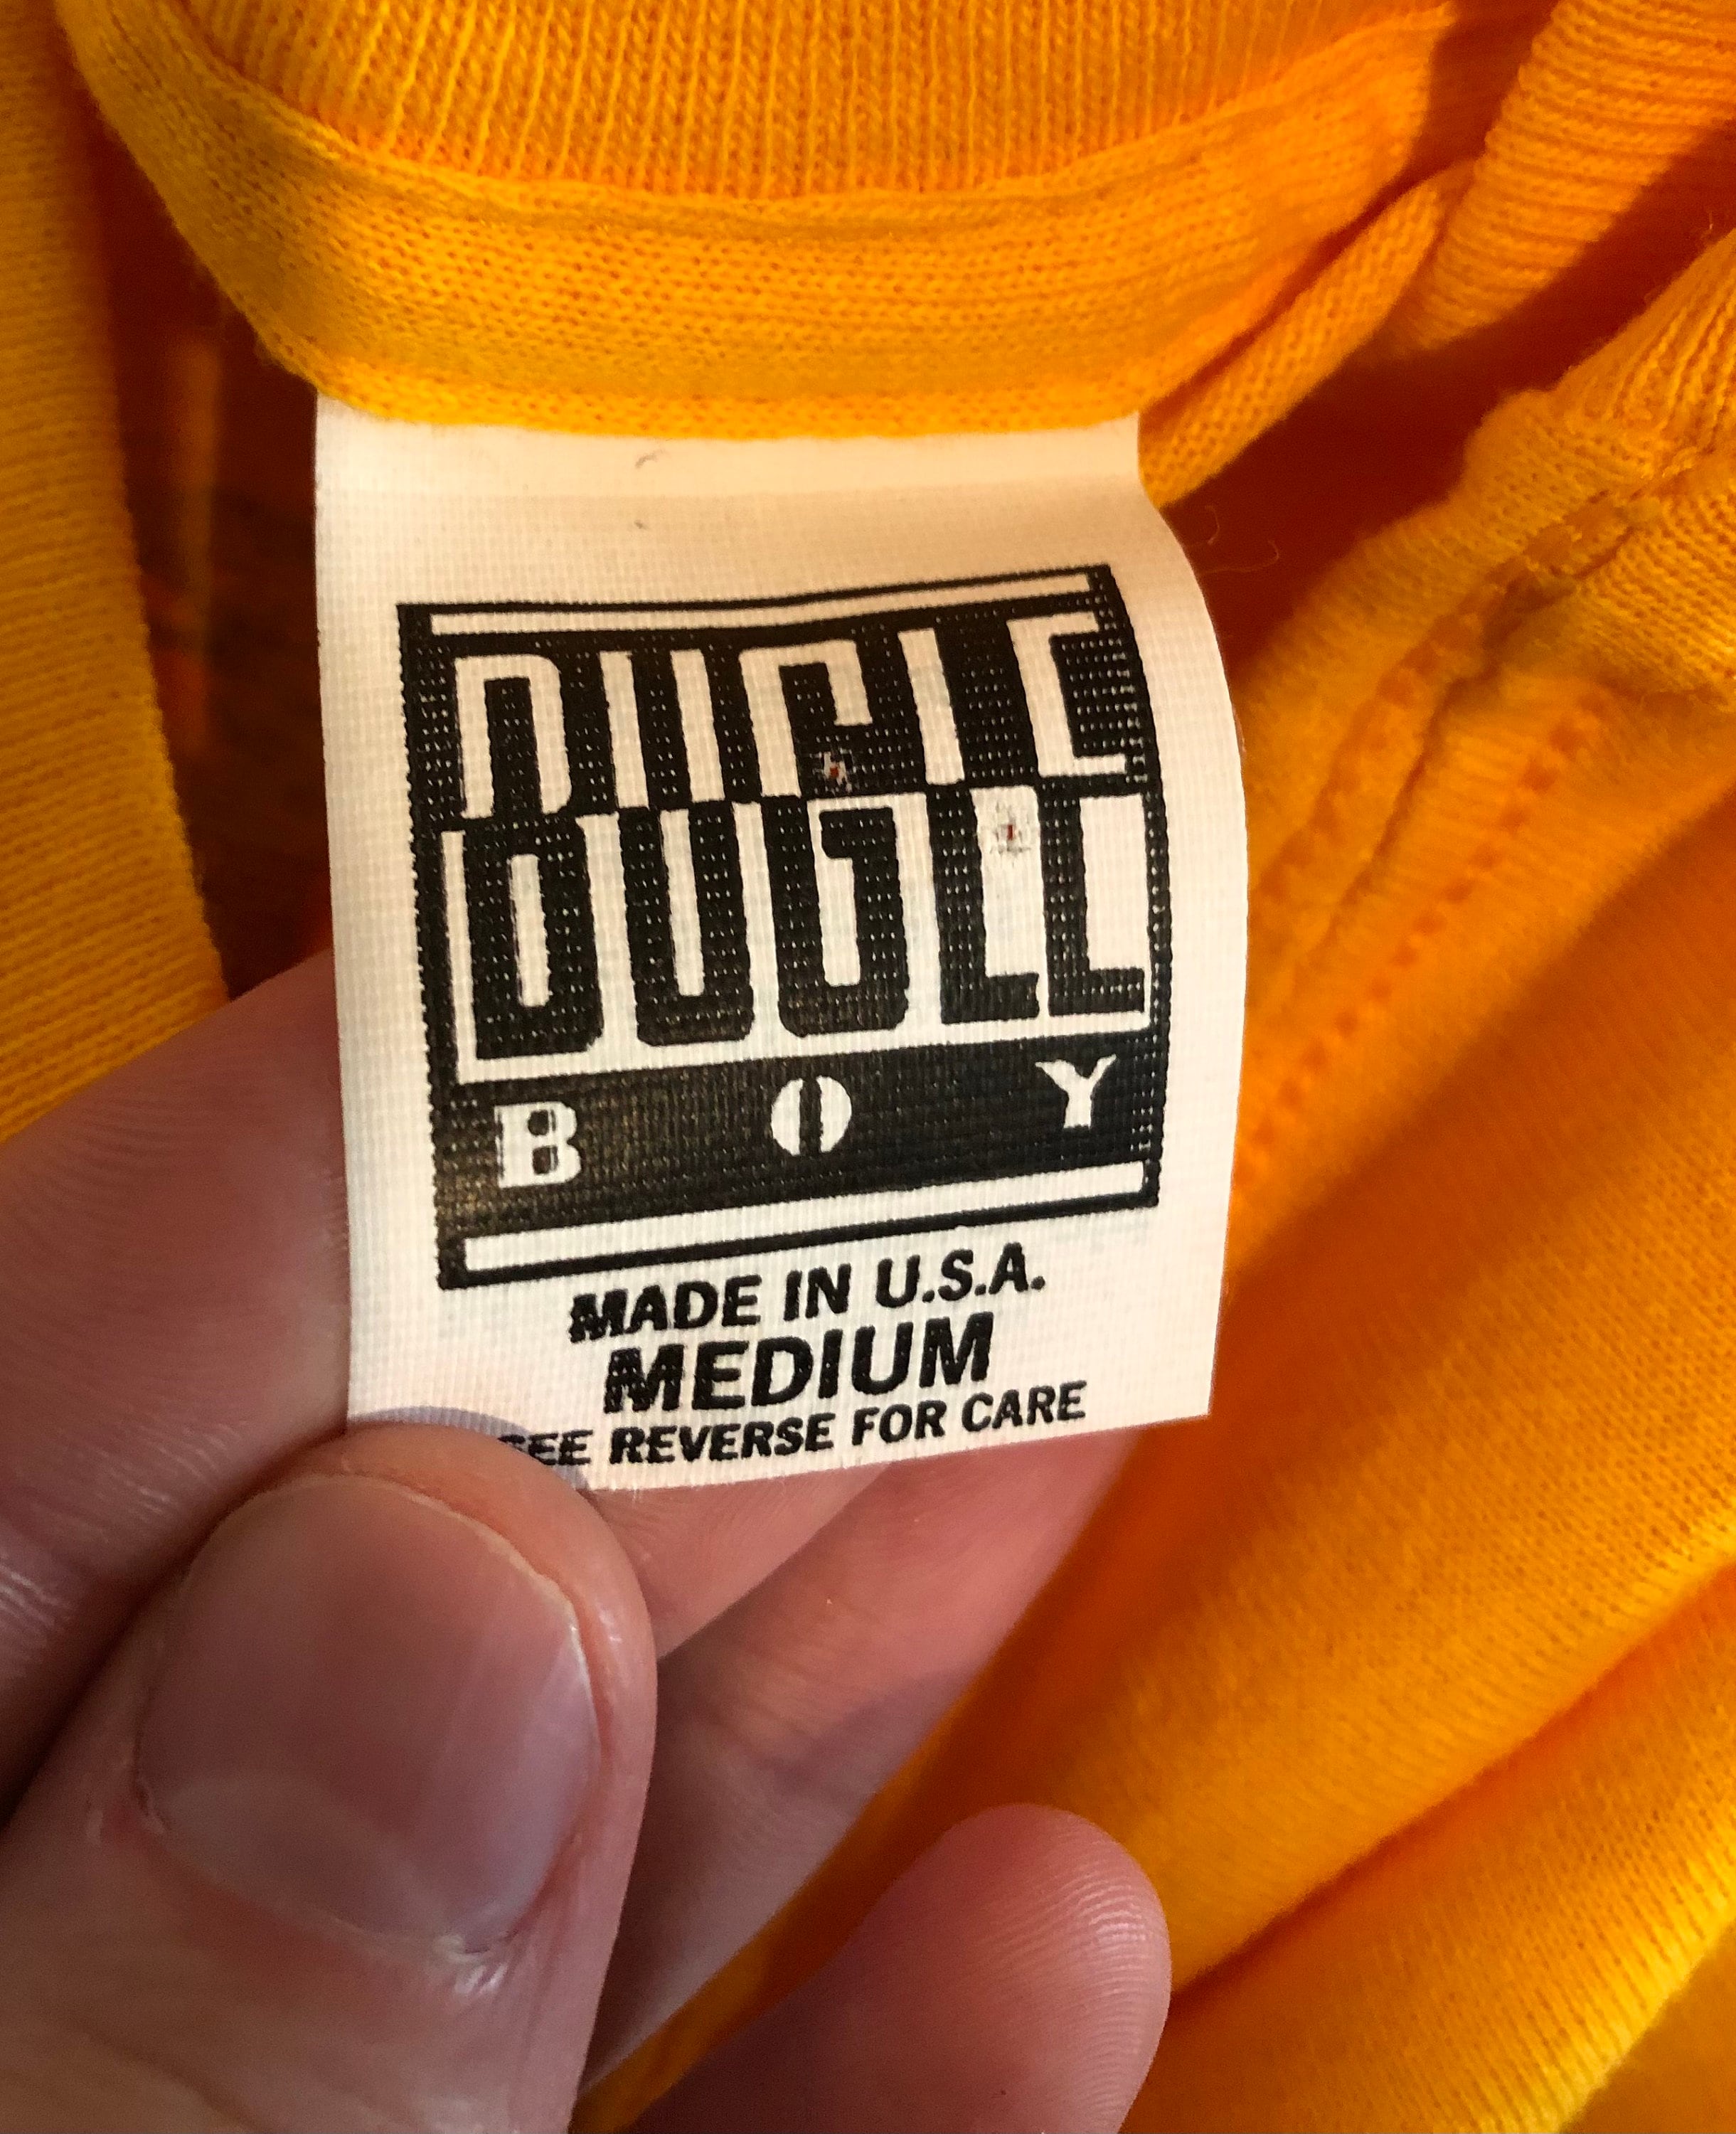 BUGLE
BOY
MADE IN U.S.A.
MEDIUM
SEE REVERSE FOR CARE